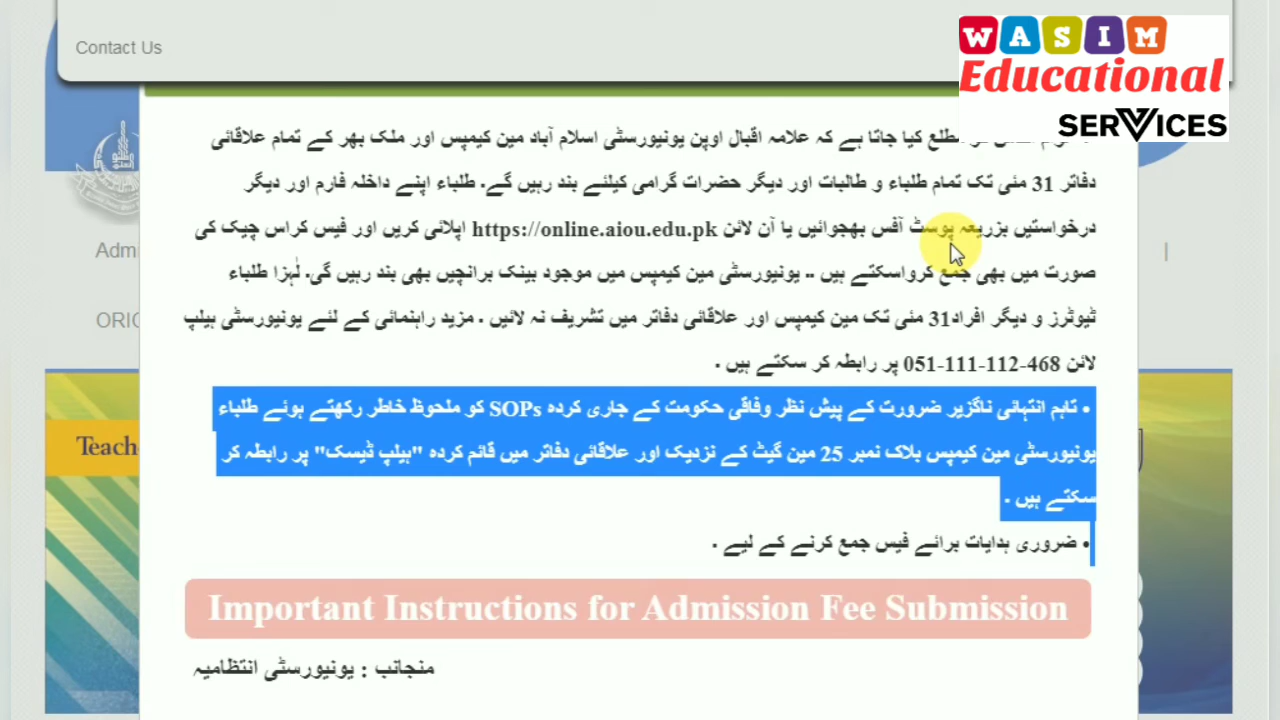 Contact Us
WASIM
Educational
SERVICES
کیا جاتا ہے کہ علامہ اقبال اوپن یونیورسٹی اسلام آباد مین کیمپس اور ملک بھر کے تمام علاقائی
دفاتر 31 مئی تک تمام طلباء و طالبات اور دیگر حضرات گرامی کیلئے بند رہیں گے۔ طلباء اپنے داخلہ فارم اور دیگر
درخواستیں بزریعہ پوسٹ آفس بھجوائیں یا آن لائن https://online.aiou.edu.pk اپلائی کریں اور فیس کراس چیک کی
صورت میں بھی جمع کرواسکتے ہیں .. یونیورسٹی مین کیمپس میں موجود بینک برانچیں بھی بند رہیں گی۔ لٰہزا طلباء
ٹیوٹرز و دیگر افراد31 مئی تک مین کیمپس اور علاقائی دفاتر میں تشریف نہ لائیں . مزید راہنمائی کے لئے یونیورسٹی ہیلپ
لائن 051-111-112-468 پر رابطہ کر سکتے ہیں .
• تاہم انتہائی ناگزیر ضرورت کے پیش نظر وفاقی حکومت کے جاری کردہ SOPs کو ملحوظ خاطر رکھتے ہوئے طلباء
یونیورسٹی مین کیمپس بلاک نمبر 25 مین گیٹ کے نزدیک اور علاقائی دفاتر میں قائم کردہ "ہیلپ ڈیسک" پر رابطہ کر
سکتے ہیں .
• ضروری ہدایات برائے فیس جمع کرنے کے لیے .
Important Instructions for Admission Fee Submission
منجانب : یونیورسٹی انتظامیہ
Admi
ORIG
Teach